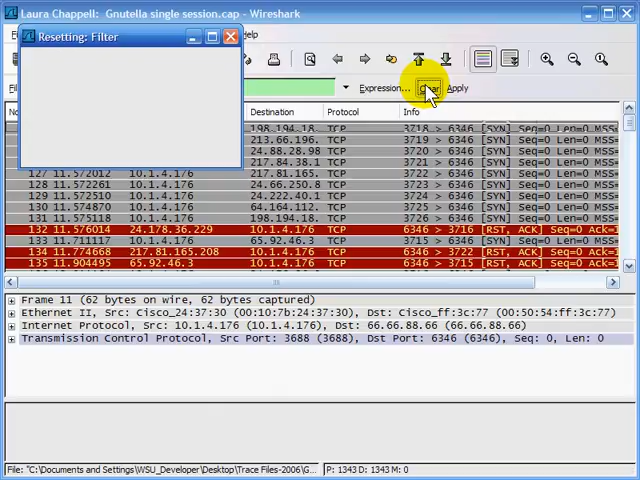 Laura Chappell: Gnutella single session.cap - Wireshark
Resetting: Filter
elp
Expression... Clear Apply
Destination Protocol Info
198.194.18. TCP 3718 > 6346 [SYN] Seq=0 Len=0 MSS=
213.66.196. TCP 3719 > 6346 [SYN] Seq=0 Len=0 MSS=
24.88.28.98 TCP 3720 > 6346 [SYN] Seq=0 Len=0 MSS=
217.84.38.1 TCP 3721 > 6346 [SYN] Seq=0 Len=0 MSS=
127 11.572012 10.1.4.176 217.81.165. TCP 3722 > 6346 [SYN] Seq=0 Len=0 MSS=
128 11.572261 10.1.4.176 24.66.250.8 TCP 3723 > 6346 [SYN] Seq=0 Len=0 MSS=
129 11.572530 10.1.4.176 24.222.40.1 TCP 3724 > 6346 [SYN] Seq=0 Len=0 MSS=
130 11.574271 10.1.4.176 64.164.112. TCP 3725 > 6346 [SYN] Seq=0 Len=0 MSS=
131 11.575118 10.1.4.176 198.194.18. TCP 3726 > 6346 [SYN] Seq=0 Len=0 MSS=
132 11.576014 24.178.36.229 10.1.4.176 TCP 6346 > 3716 [RST, ACK] Seq=0 Ack=1
133 11.711117 10.1.4.176 65.92.46.3 TCP 3715 > 6346 [SYN] Seq=0 Len=0 MSS=
134 11.774668 217.81.165.208 10.1.4.176 TCP 6346 > 3722 [RST, ACK] Seq=0 Ack=1
135 11.904495 65.92.46.3 10.1.4.176 TCP 6346 > 3715 [RST, ACK] Seq=0 Ack=1
Frame 11 (62 bytes on wire, 62 bytes captured)
Ethernet II, Src: Cisco_24:37:30 (00:10:7b:24:37:30), Dst: Cisco_ff:3c:77 (00:50:54:ff:3c:77)
Internet Protocol, Src: 10.1.4.176 (10.1.4.176), Dst: 66.66.88.66 (66.66.88.66)
Transmission Control Protocol, Src Port: 3688 (3688), Dst Port: 6346 (6346), Seq: 0, Len: 0
File: "C:\Documents and Settings\WSU_Developer\Desktop\Trace Files-2006\G... P: 1343 D: 1343 M: 0